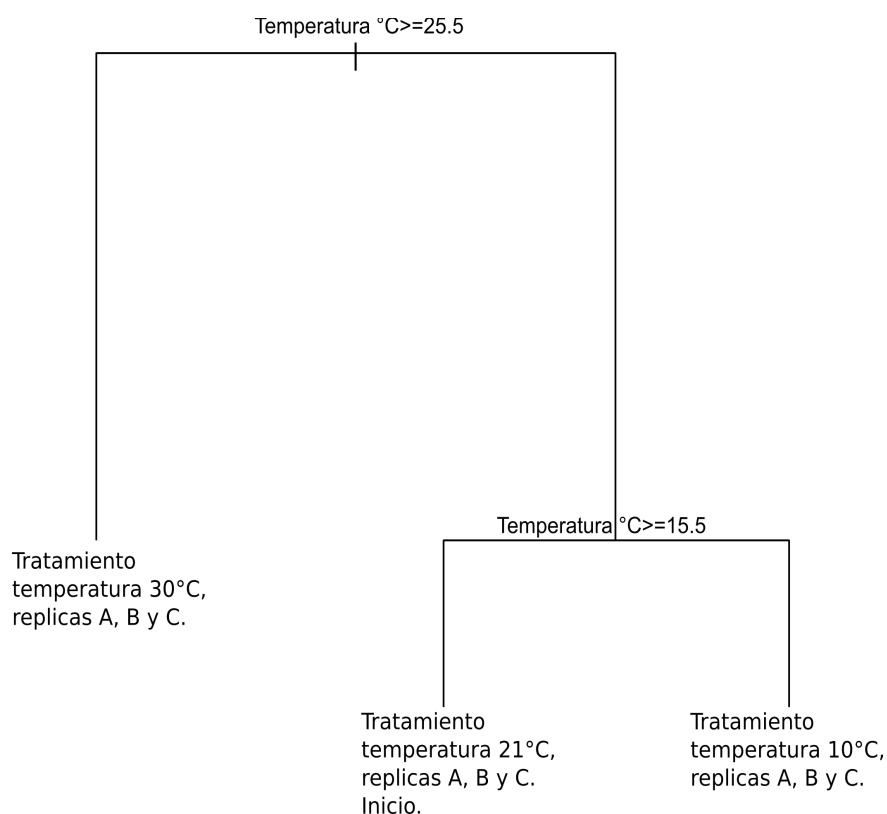 Temperatura °C>=25.5
Temperatura °C>=15.5
Tratamiento
temperatura 30°C,
replicas A, B y C.
Tratamiento
temperatura 21°C,
replicas A, B y C.
Inicio.
Tratamiento
temperatura 10°C,
replicas A, B y C.